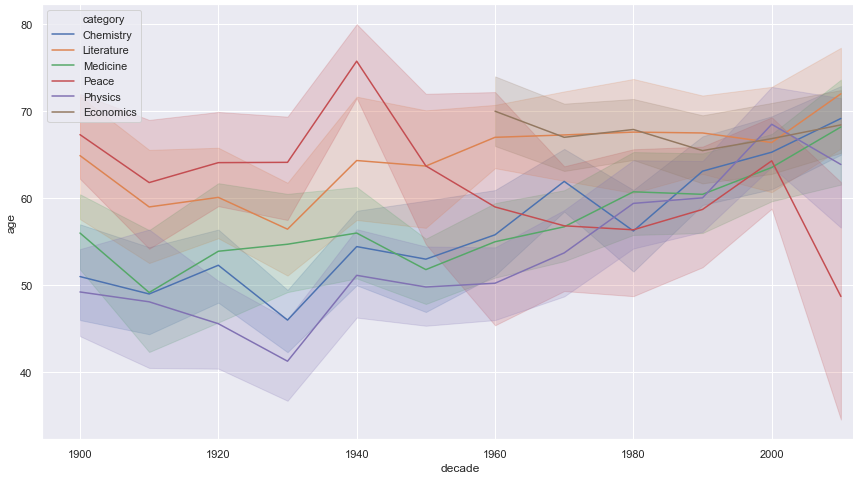 category
Chemistry
Literature
Medicine
Peace
Physics
Economics
80
70
60
50
40
age
1900
1920
1940
1960
1980
2000
decade